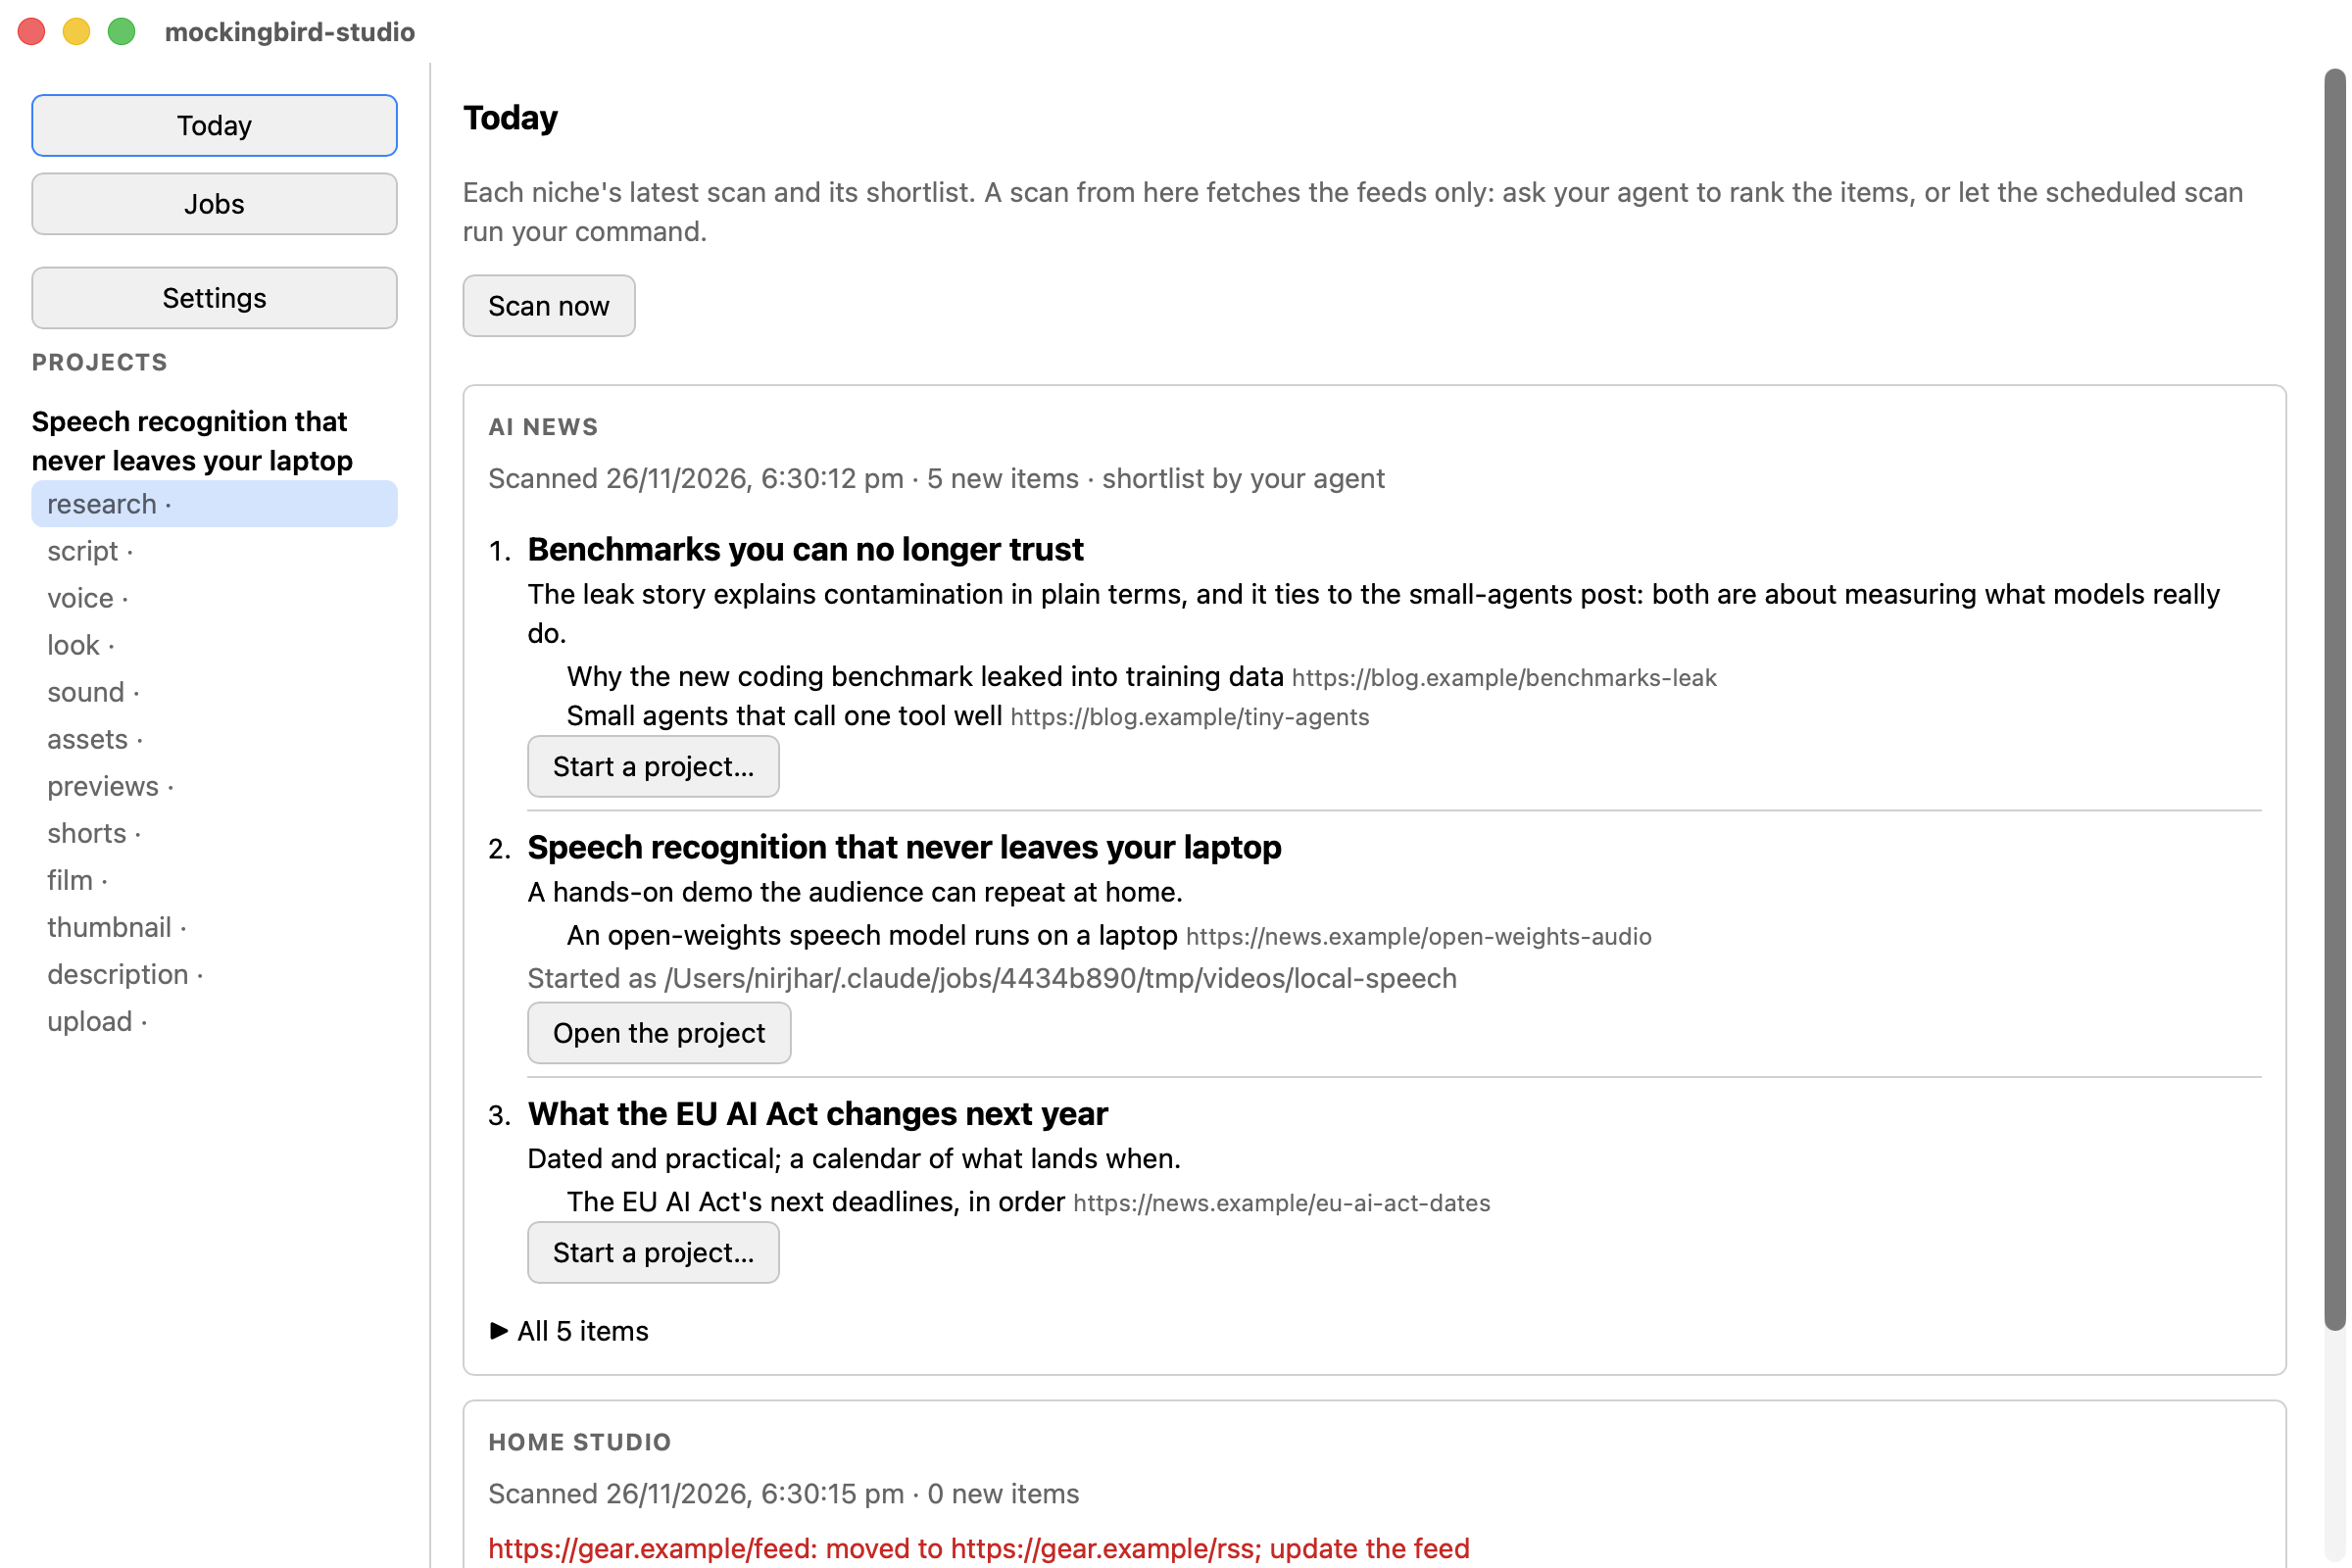 mockingbird-studio
Today
Jobs
Settings
PROJECTS
Speech recognition that
never leaves your laptop
research ·
script ·
voice ·
look ·
sound ·
assets ·
previews ·
shorts ·
film ·
thumbnail ·
description ·
upload ·
Today
Each niche's latest scan and its shortlist. A scan from here fetches the feeds only: ask your agent to rank the items, or let the scheduled scan
run your command.
Scan now
AI NEWS
Scanned 26/11/2026, 6:30:12 pm · 5 new items · shortlist by your agent
1. Benchmarks you can no longer trust
The leak story explains contamination in plain terms, and it ties to the small-agents post: both are about measuring what models really
do.
Why the new coding benchmark leaked into training data https://blog.example/benchmarks-leak
Small agents that call one tool well https://blog.example/tiny-agents
Start a project...
2. Speech recognition that never leaves your laptop
A hands-on demo the audience can repeat at home.
An open-weights speech model runs on a laptop https://news.example/open-weights-audio
Started as /Users/nirjhar/.claude/jobs/4434b890/tmp/videos/local-speech
Open the project
3. What the EU AI Act changes next year
Dated and practical; a calendar of what lands when.
The EU AI Act's next deadlines, in order https://news.example/eu-ai-act-dates
Start a project...
▶ All 5 items
HOME STUDIO
Scanned 26/11/2026, 6:30:15 pm · 0 new items
https://gear.example/feed: moved to https://gear.example/rss; update the feed